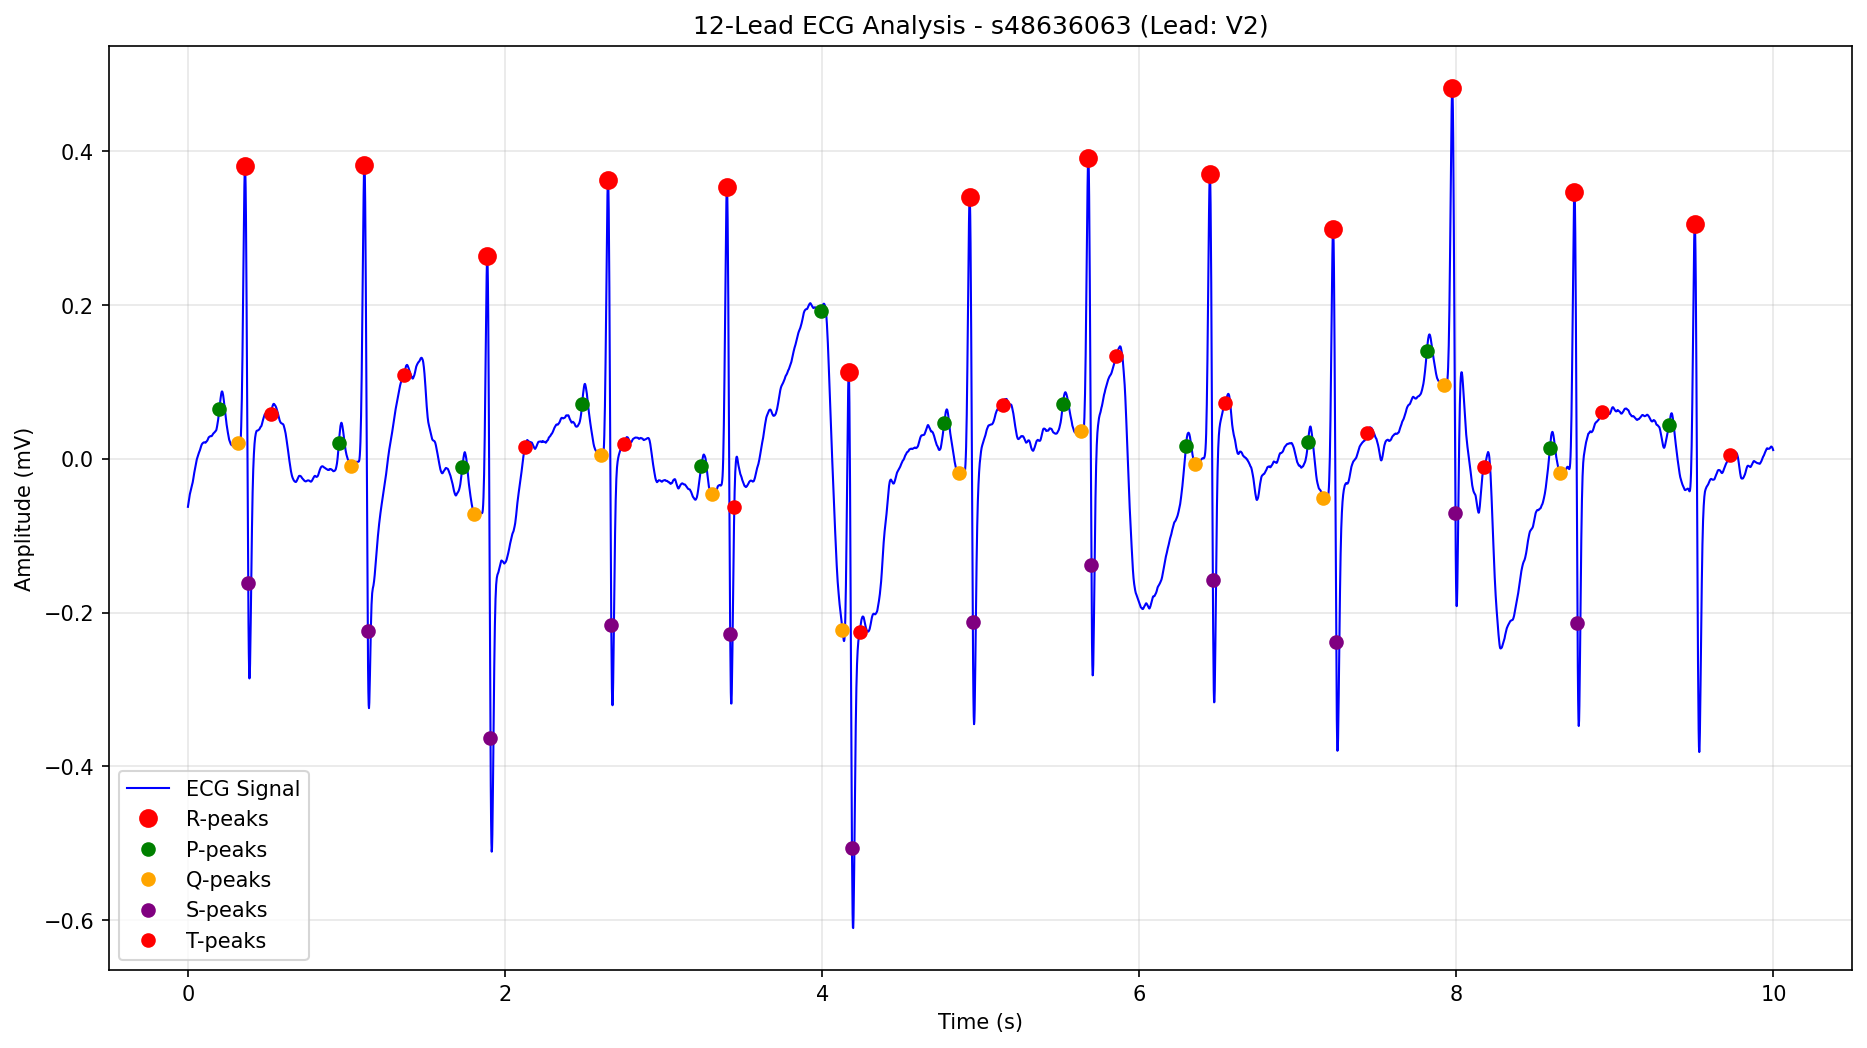 12-Lead ECG Analysis - s48636063 (Lead: V2)
Amplitude (mV)
0.4
0.2
0.0
−0.2
−0.4
−0.6
ECG Signal
R-peaks
P-peaks
Q-peaks
S-peaks
T-peaks
0 2 4 6 8 10
Time (s)